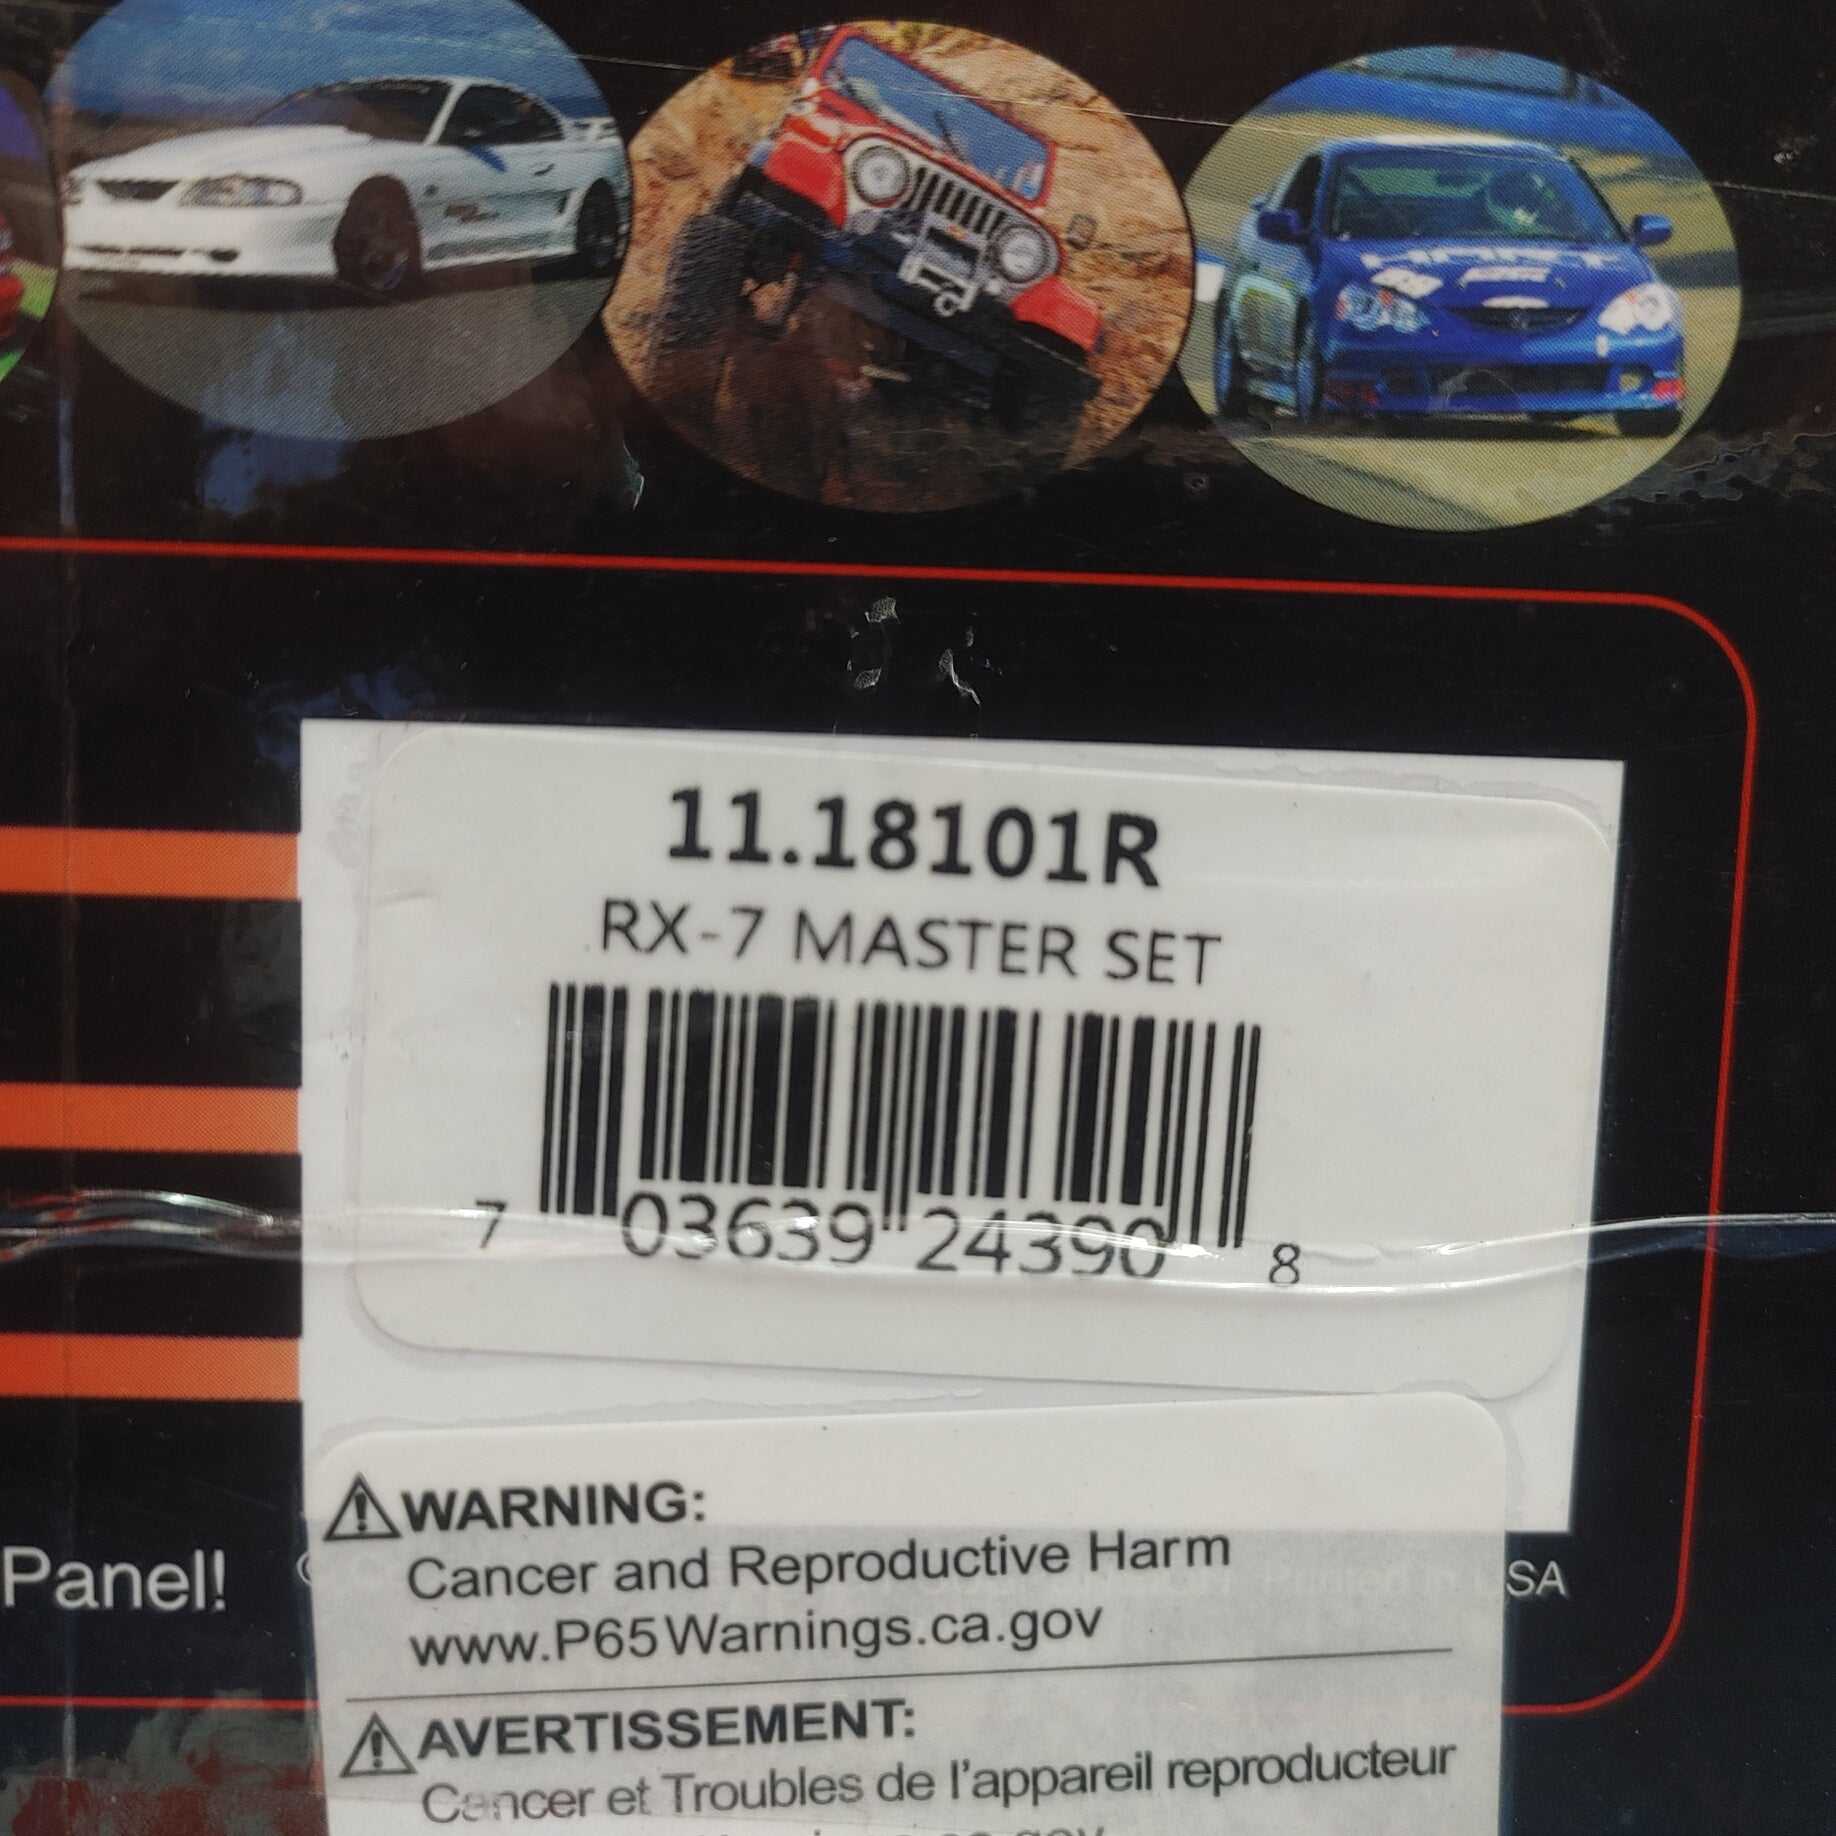 11.18101R
RX-7 MASTER SET
7 03639 24390 8
Panel!
SA
WARNING:
Cancer and Reproductive Harm
www.P65Warnings.ca.gov
AVERTISSEMENT:
Cancer et Troubles de l'appareil reproducteur